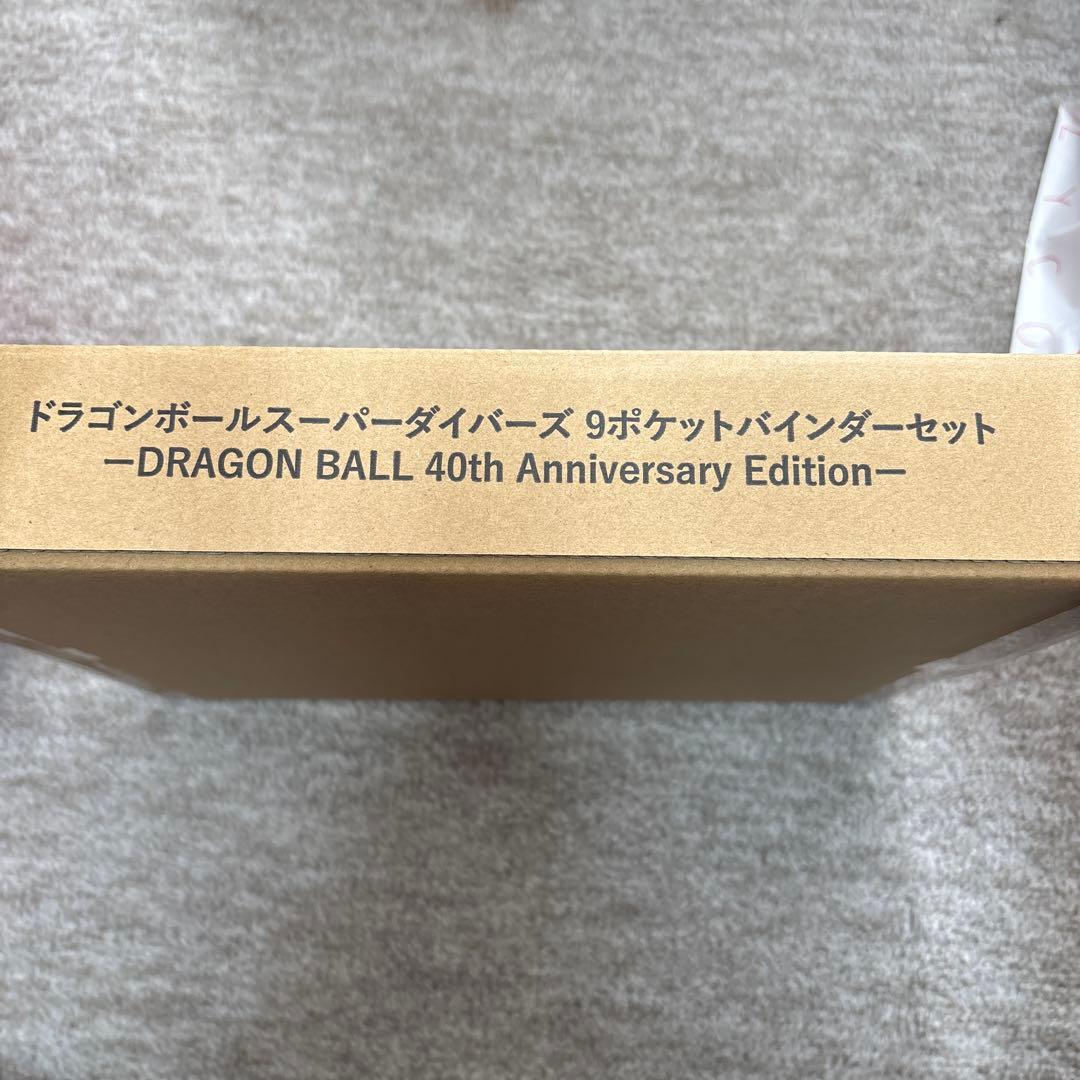 ドラゴンボールスーパーダイバーズ 9ポケットバインダーセット
ーDRAGON BALL 40th Anniversary Editionー
L Y C O